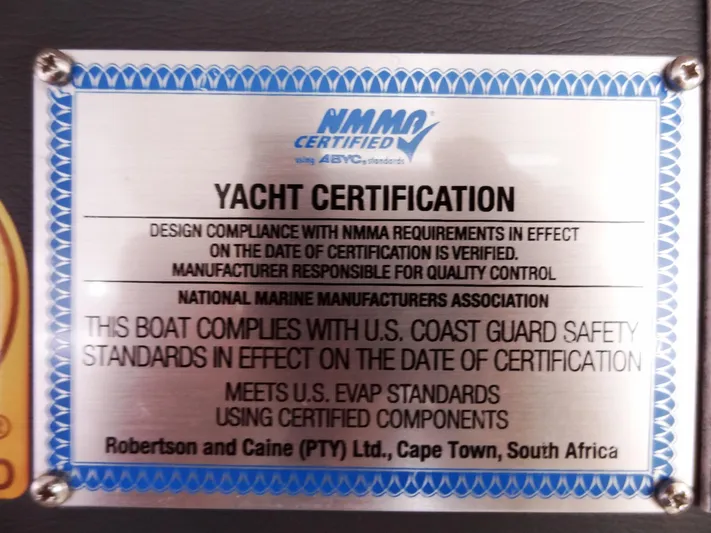 NMMA®
CERTIFIED
using ABYC® standards
YACHT CERTIFICATION
DESIGN COMPLIANCE WITH NMMA REQUIREMENTS IN EFFECT
ON THE DATE OF CERTIFICATION IS VERIFIED.
MANUFACTURER RESPONSIBLE FOR QUALITY CONTROL
NATIONAL MARINE MANUFACTURERS ASSOCIATION
THIS BOAT COMPLIES WITH U.S. COAST GUARD SAFETY
STANDARDS IN EFFECT ON THE DATE OF CERTIFICATION
MEETS U.S. EVAP STANDARDS
USING CERTIFIED COMPONENTS
Robertson and Caine (PTY) Ltd., Cape Town, South Africa